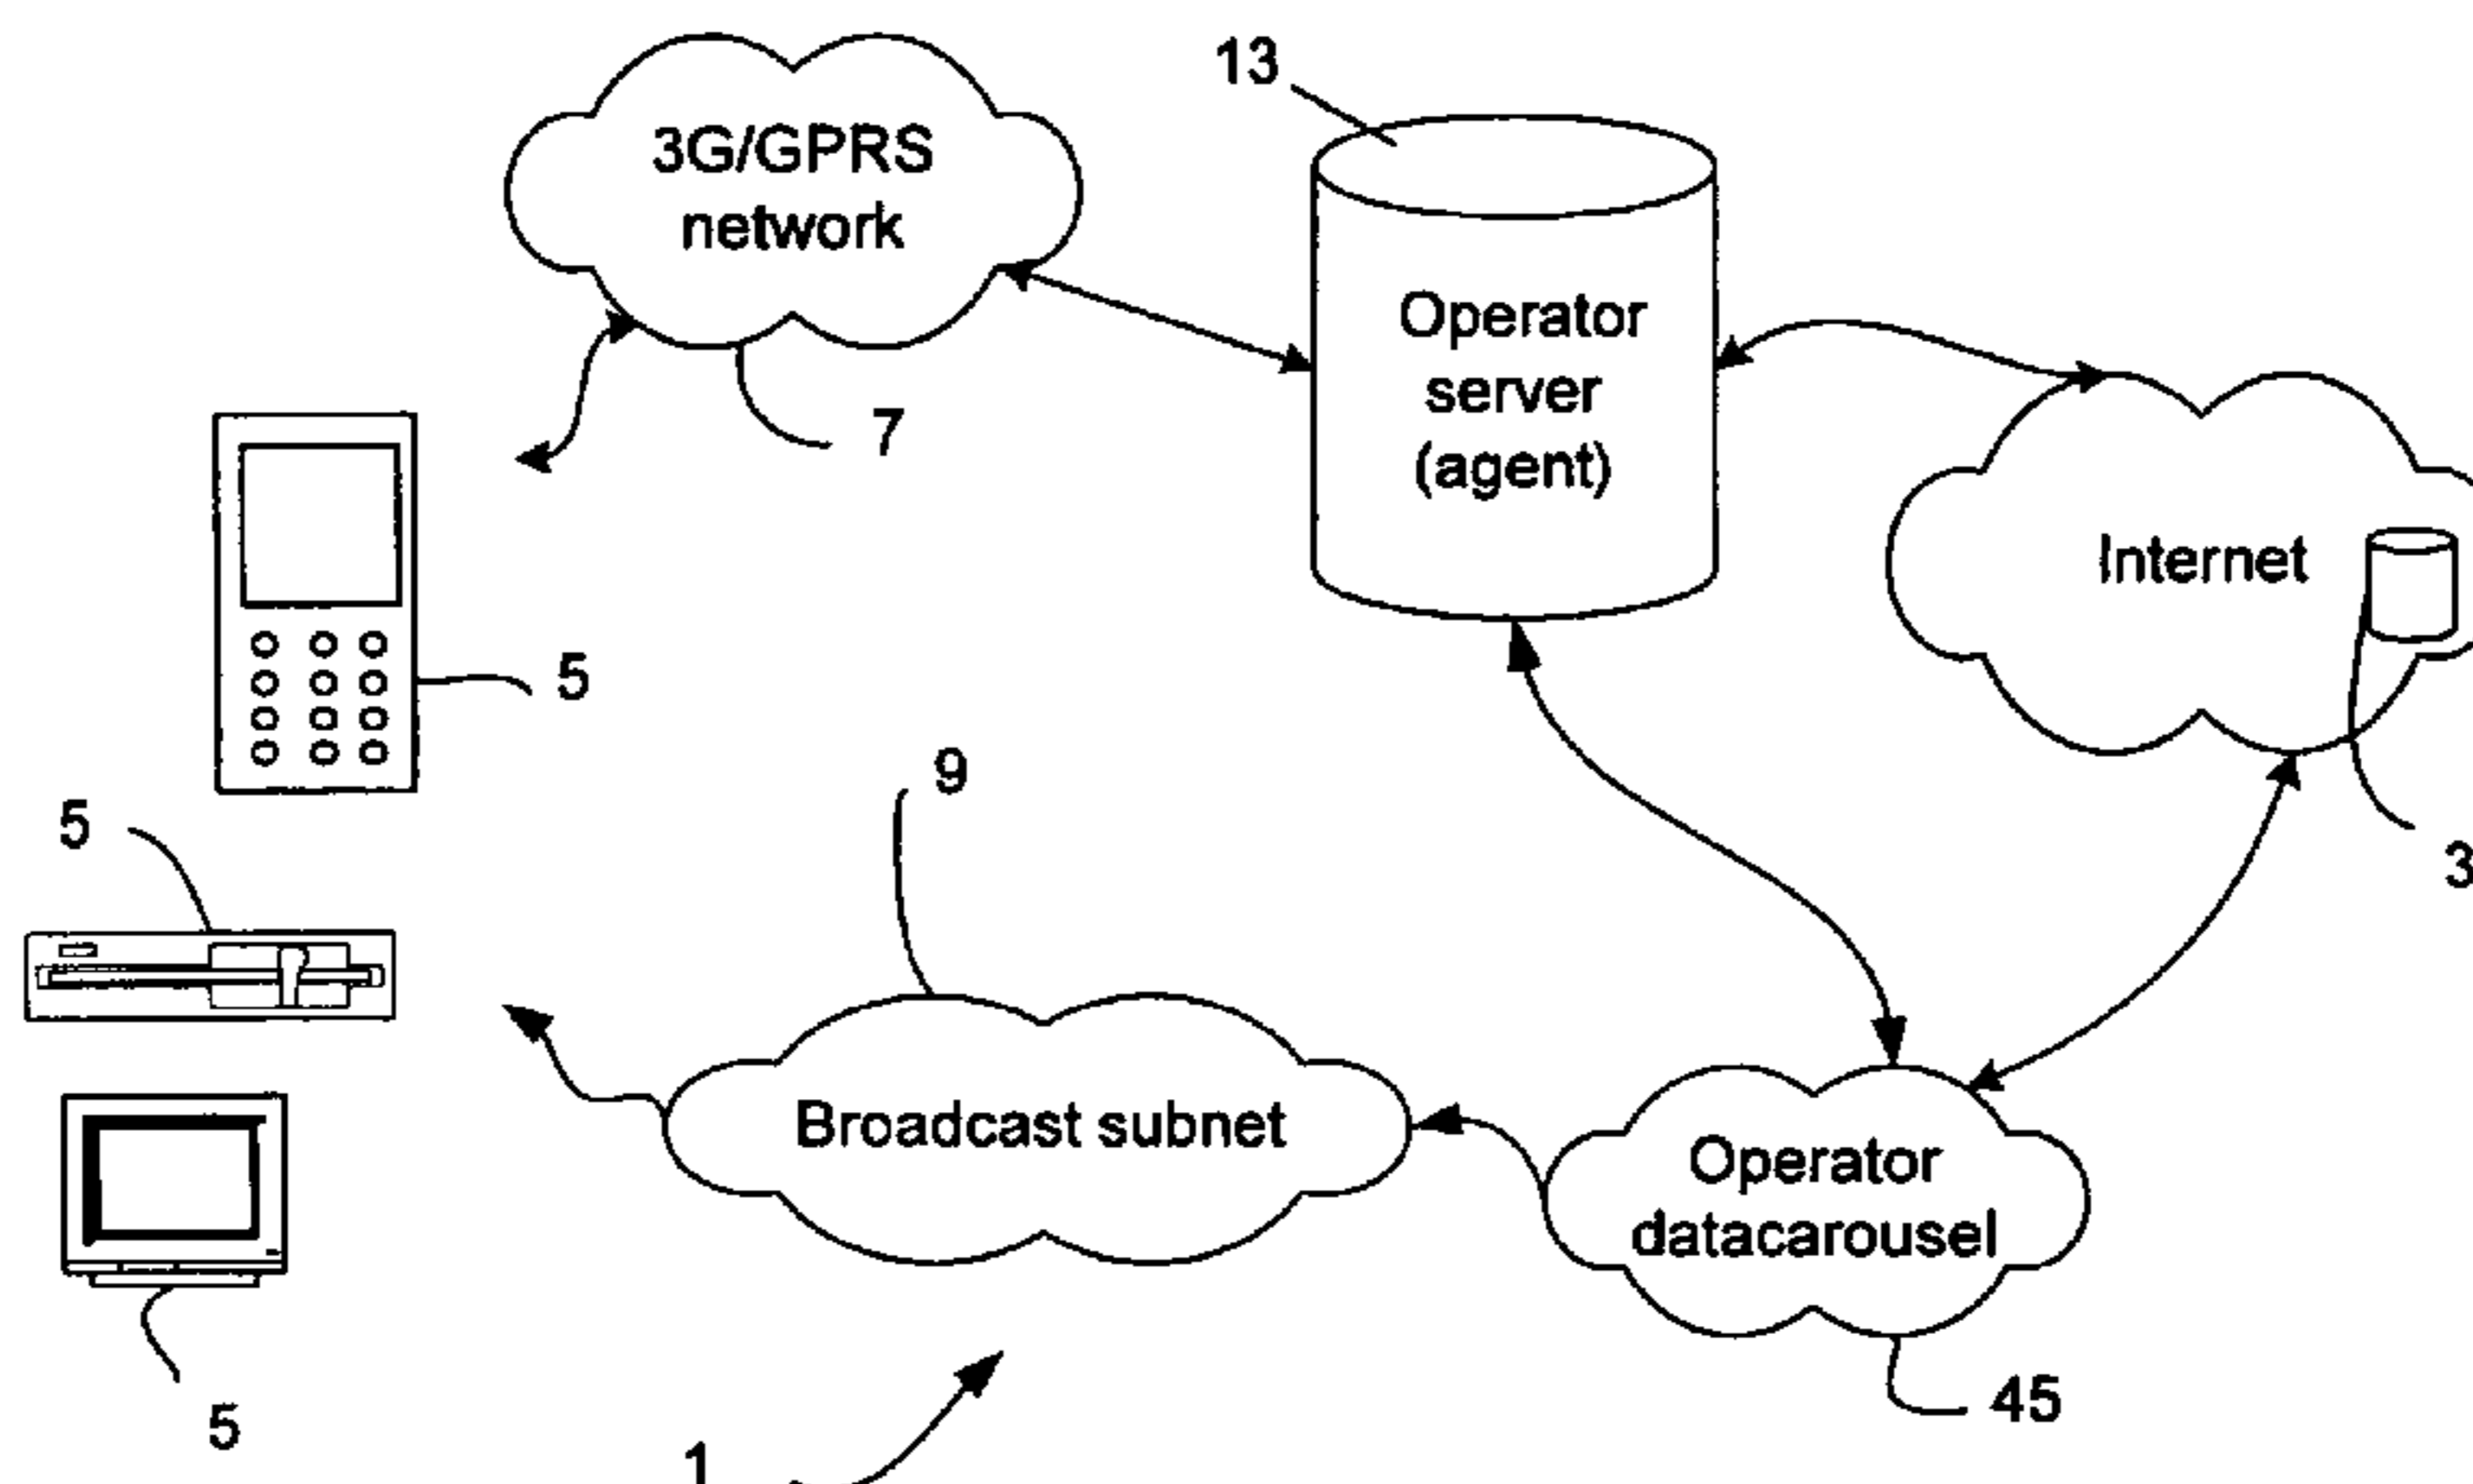 13
3G/GPRS
network
Operator
server
(agent)
7
Internet
5
9
5
3
Broadcast subnet
Operator
datacarousel
45
5
1